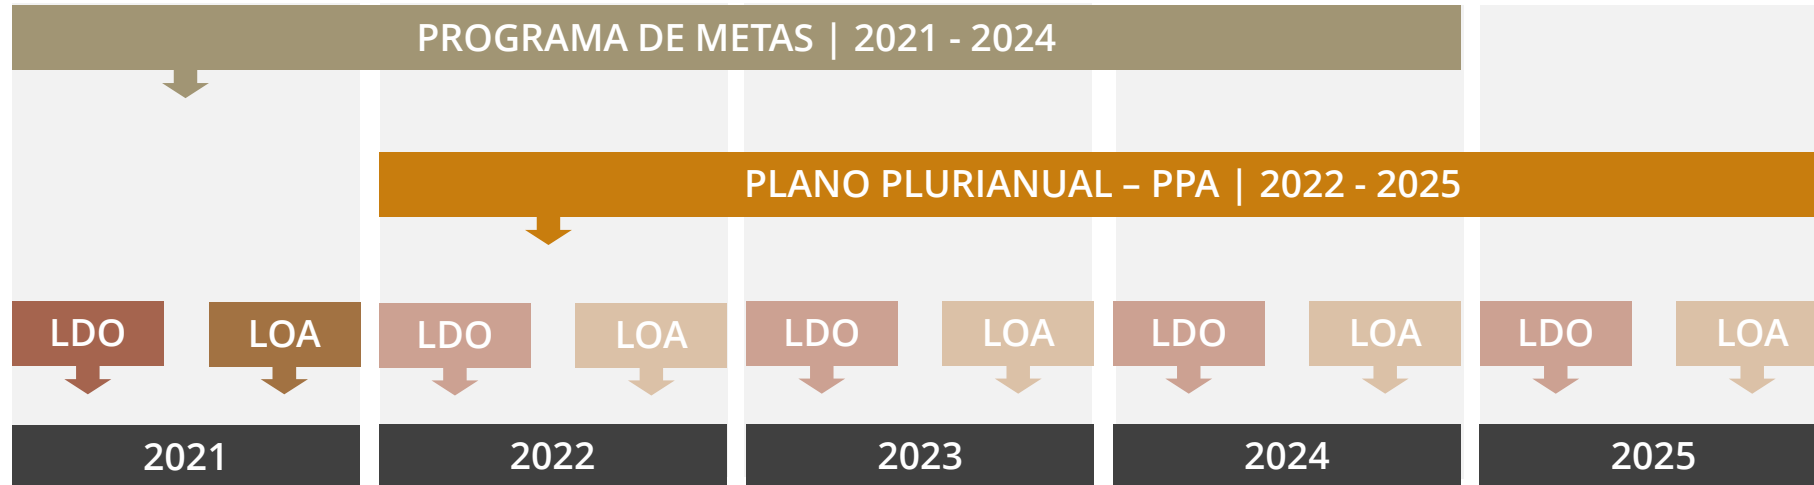 PROGRAMA DE METAS | 2021 - 2024
PLANO PLURIANUAL – PPA | 2022 - 2025
LDO LOA LDO LOA LDO LOA LDO LOA LDO LOA
2021 2022 2023 2024 2025